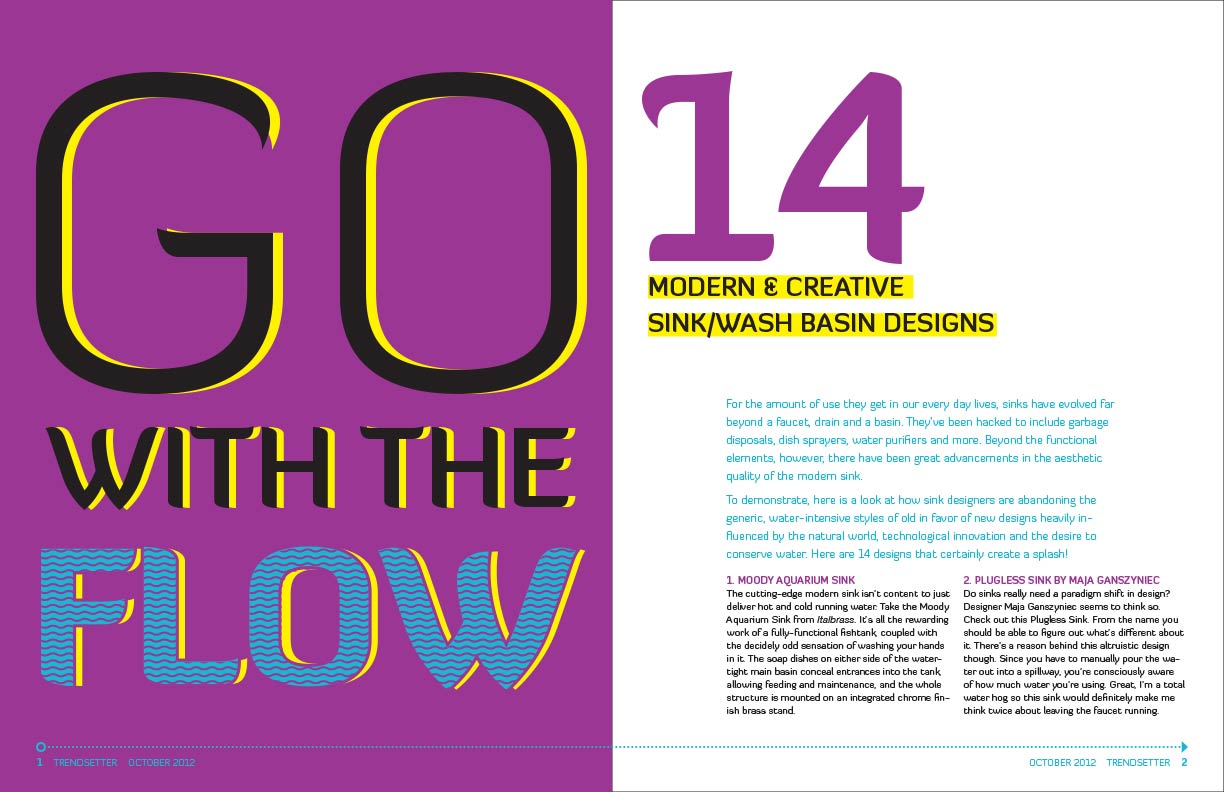 GO
WITH THE
FLOW
1 TRENDSETTER OCTOBER 2012
14
MODERN & CREATIVE
SINK/WASH BASIN DESIGNS
For the amount of use they get in our every day lives, sinks have evolved far
beyond a faucet, drain and a basin. They've been hacked to include garbage
disposals, dish sprayers, water purifiers and more. Beyond the functional
elements, however, there have been great advancements in the aesthetic
quality of the modern sink.
To demonstrate, here is a look at how sink designers are abandoning the
generic, water-intensive styles of old in favor of new designs heavily in-
fluenced by the natural world, technological innovation and the desire to
conserve water. Here are 14 designs that certainly create a splash!
1. MOODY AQUARIUM SINK
The cutting-edge modern sink isn't content to just
deliver hot and cold running water. Take the Moody
Aquarium Sink from Italbrass. It's all the rewarding
work of a fully-functional fishtank, coupled with
the decidely odd sensation of washing your hands
in it. The soap dishes on either side of the water-
tight main basin conceal entrances into the tank,
allowing feeding and maintenance, and the whole
structure is mounted on an integrated chrome fin-
ish brass stand.
2. PLUGLESS SINK BY MAJA GANSZYNIEC
Do sinks really need a paradigm shift in design?
Designer Maja Ganszyniec seems to think so.
Check out this Plugless Sink. From the name you
should be able to figure out what's different about
it. There's a reason behind this altruistic design
though. Since you have to manually pour the wa-
ter out into a spillway, you're consciously aware
of how much water you're using. Great, I'm a total
water hog so this sink would definitely make me
think twice about leaving the faucet running.
OCTOBER 2012 TRENDSETTER 2